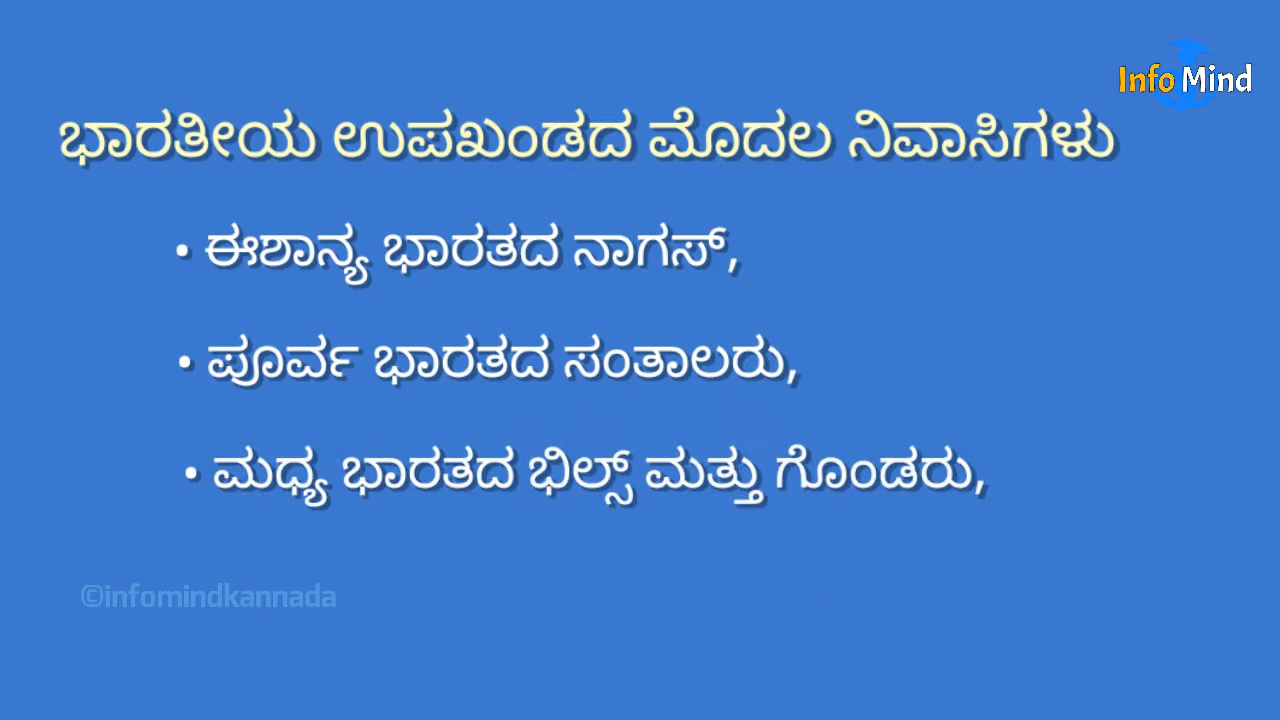 Info Mind
ಭಾರತೀಯ ಉಪಖಂಡದ ಮೊದಲ ನಿವಾಸಿಗಳು
• ಈಶಾನ್ಯ ಭಾರತದ ನಾಗಸ್,
• ಪೂರ್ವ ಭಾರತದ ಸಂತಾಲರು,
• ಮಧ್ಯ ಭಾರತದ ಭಿಲ್ಸ್ ಮತ್ತು ಗೊಂಡರು,
©infomindkannada